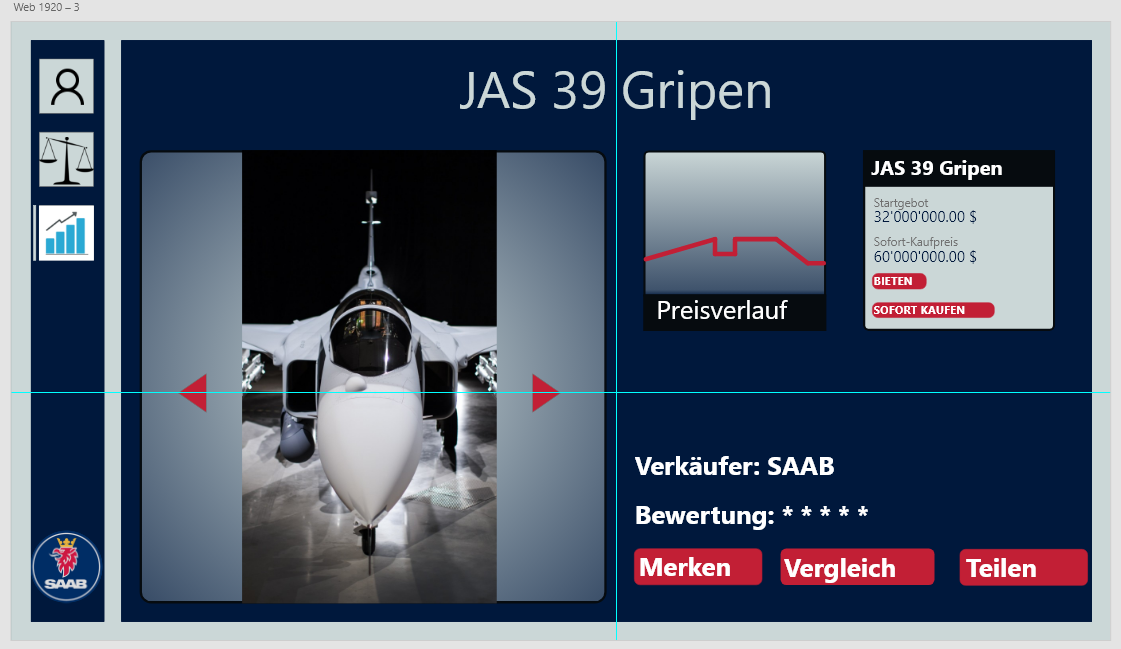 Web 1920 – 3
JAS 39 Gripen
JAS 39 Gripen
Startgebot
32'000'000.00 $
Sofort-Kaufpreis
60'000'000.00 $
BIETEN
SOFORT KAUFEN
Preisverlauf
Verkäufer: SAAB
Bewertung: * * * * *
Merken
Vergleich
Teilen
SAAB